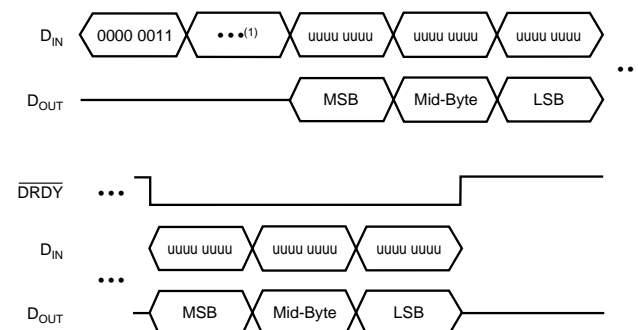 DIN 0000 0011 •••(1) uuuu uuuu uuuu uuuu uuuu uuuu
••
DOUT MSB Mid-Byte LSB
DRDY •••
DIN uuuu uuuu uuuu uuuu uuuu uuuu
•••
DOUT MSB Mid-Byte LSB